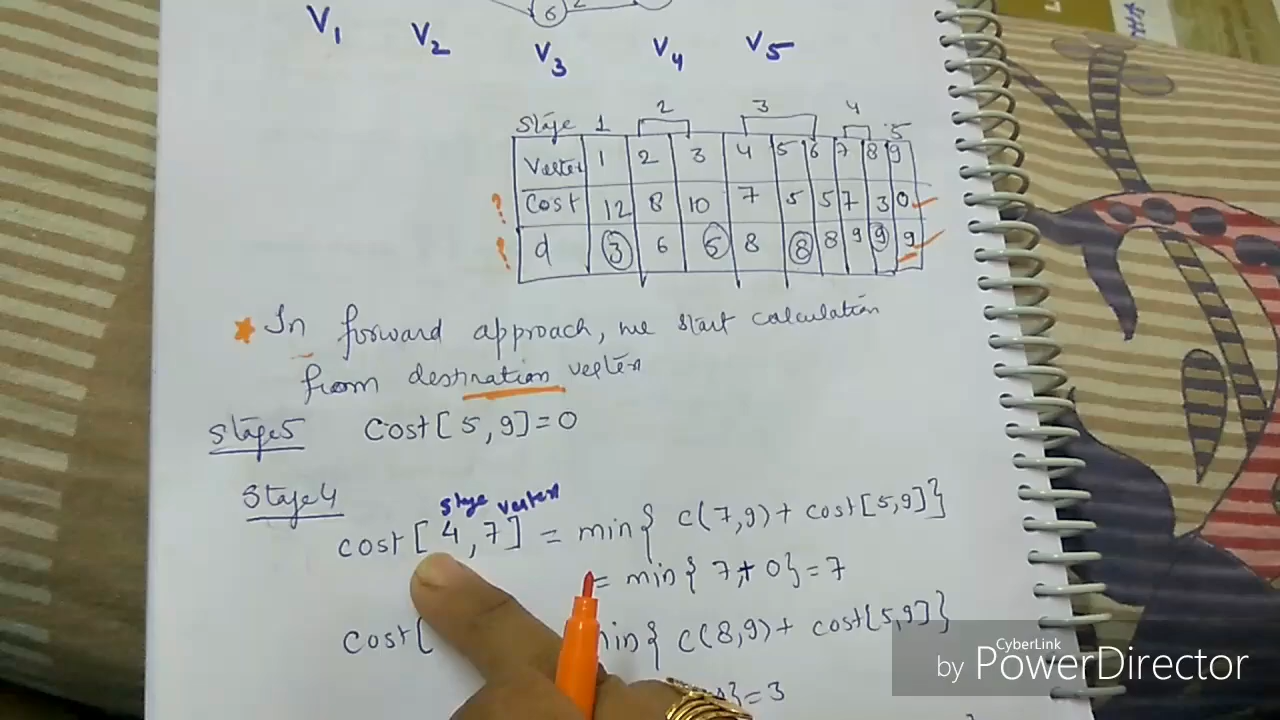 6 2
V1 V2 V3 V4 V5
Stage 1 2 3 4 5
Vertex 1 2 3 4 5 6 7 8 9
? Cost 12 8 10 7 5 5 7 3 0
? d 3 6 5 8 8 8 9 9 9
In forward approach, we start calculation
from destination vertex
Stage5 Cost[5,9]=0
Stage4
stage vertex
cost[4,7] = min{ c(7,9)+ cost[5,9]}
= min{ 7+0}=7
cost[ min{ c(8,9)+ cost[5,9]}
}=3
CyberLink
by PowerDirector